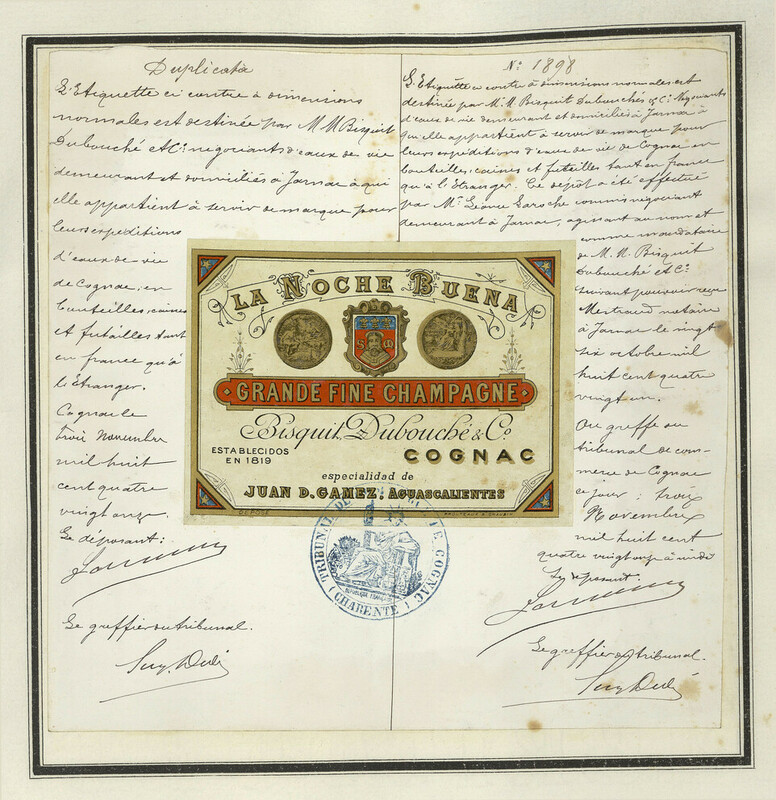 Duplicata
L'Etiquette ci contre à dimensions
normales est destinée par M M Bisquit
Dubouché et Cie négociants d'eaux de vie
demeurant et domiciliés à Jarnac à qui
elle appartient à servir de marque pour
leurs expéditions
d'eaux de vie
de Cognac, en
bouteilles, caisses
et futailles tant
en france qu'à
l'étranger.
Cognac le
trois Novembre
mil huit
cent quatre
vingt onze
Le déposant:
Le greffier du tribunal.
No 1898
L'Etiquette ci contre à dimensions normales est
destinée par M. M. Bisquit Dubouchés & Cie Négociants
d'eaux de vie demeurant et domiciliés à Jarnac à
qui elle appartient à servir de marque pour
leurs expéditions d'eaux de vie de Cognac en
bouteilles, caisses et futailles tant en france
qu'à l'Etranger. Ce dépôt a été effectué
par Mr Léonce Laroche commis négociant
demeurant à Jarnac, agissant au nom et
comme mandataire
de M. M. Bisquit
Dubouché et Cie
suivant pouvoir reçu
Mestraud notaire
à Jarnac le vingt
six octobre mil
huit cent quatre
vingt un.
Au greffe du
tribunal de com-
merce de Cognac
ce jour: trois
Novembre
mil huit cent
quatre vingt onze à midi
Le déposant.
Le greffier du tribunal.
LA NOCHE BUENA
GRANDE FINE CHAMPAGNE
Bisquit, Dubouché & Co
ESTABLECIDOS
EN 1819
COGNAC
especialidad de
JUAN D. GAMEZ, AGUASCALIENTES
TRIBUNAL DE COGNAC
(CHARENTE)